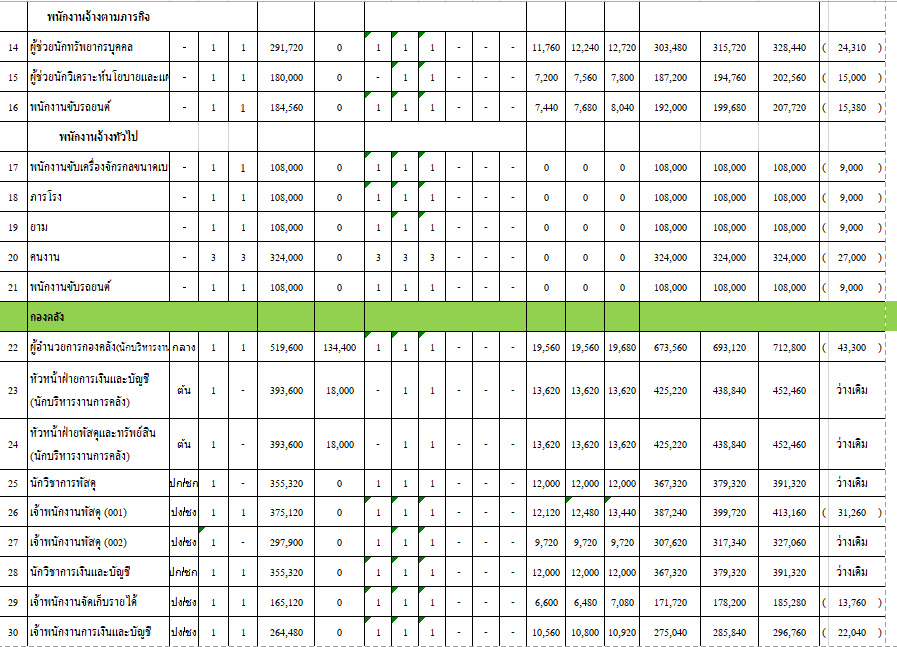 พนักงานจ้างตามภารกิจ
14 ผู้ช่วยนักทรัพยากรบุคคล - 1 1 291,720 0 1 1 1 - - - 11,760 12,240 12,720 303,480 315,720 328,440 ( 24,310 )
15 ผู้ช่วยนักวิเคราะห์นโยบายและแผ - 1 1 180,000 0 - 1 1 - - - 7,200 7,560 7,800 187,200 194,760 202,560 ( 15,000 )
16 พนักงานขับรถยนต์ - 1 1 184,560 0 1 1 1 - - - 7,440 7,680 8,040 192,000 199,680 207,720 ( 15,380 )
พนักงานจ้างทั่วไป
17 พนักงานขับเครื่องจักรกลขนาดเบ - 1 1 108,000 0 1 1 1 - - - 0 0 0 108,000 108,000 108,000 ( 9,000 )
18 ภารโรง - 1 1 108,000 0 1 1 1 - - - 0 0 0 108,000 108,000 108,000 ( 9,000 )
19 ยาม - 1 1 108,000 0 1 1 1 - - - 0 0 0 108,000 108,000 108,000 ( 9,000 )
20 คนงาน - 3 3 324,000 0 3 3 3 - - - 0 0 0 324,000 324,000 324,000 ( 27,000 )
21 พนักงานขับรถยนต์ - 1 1 108,000 0 1 1 1 - - - 0 0 0 108,000 108,000 108,000 ( 9,000 )
กองคลัง
22 ผู้อำนวยการกองคลัง(นักบริหารงาน กลาง 1 1 519,600 134,400 1 1 1 - - - 19,560 19,560 19,680 673,560 693,120 712,800 ( 43,300 )
23 หัวหน้าฝ่ายการเงินและบัญชี
(นักบริหารงานการคลัง) ต้น 1 - 393,600 18,000 - 1 1 - - - 13,620 13,620 13,620 425,220 438,840 452,460 ว่างเดิม
24 หัวหน้าฝ่ายพัสดุและทรัพย์สิน
(นักบริหารงานการคลัง) ต้น 1 - 393,600 18,000 - 1 1 - - - 13,620 13,620 13,620 425,220 438,840 452,460 ว่างเดิม
25 นักวิชาการพัสดุ ปก/ชก 1 - 355,320 0 1 1 1 - - - 12,000 12,000 12,000 367,320 379,320 391,320 ว่างเดิม
26 เจ้าพนักงานพัสดุ (001) ปง/ชง 1 1 375,120 0 1 1 1 - - - 12,120 12,480 13,440 387,240 399,720 413,160 ( 31,260 )
27 เจ้าพนักงานพัสดุ (002) ปง/ชง 1 - 297,900 0 1 1 1 - - - 9,720 9,720 9,720 307,620 317,340 327,060 ว่างเดิม
28 นักวิชาการเงินและบัญชี ปก/ชก 1 1 355,320 0 1 1 1 - - - 12,000 12,000 12,000 367,320 379,320 391,320 ว่างเดิม
29 เจ้าพนักงานจัดเก็บรายได้ ปง/ชง 1 1 165,120 0 1 1 1 - - - 6,600 6,480 7,080 171,720 178,200 185,280 ( 13,760 )
30 เจ้าพนักงานการเงินและบัญชี ปง/ชง 1 1 264,480 0 1 1 1 - - - 10,560 10,800 10,920 275,040 285,840 296,760 ( 22,040 )